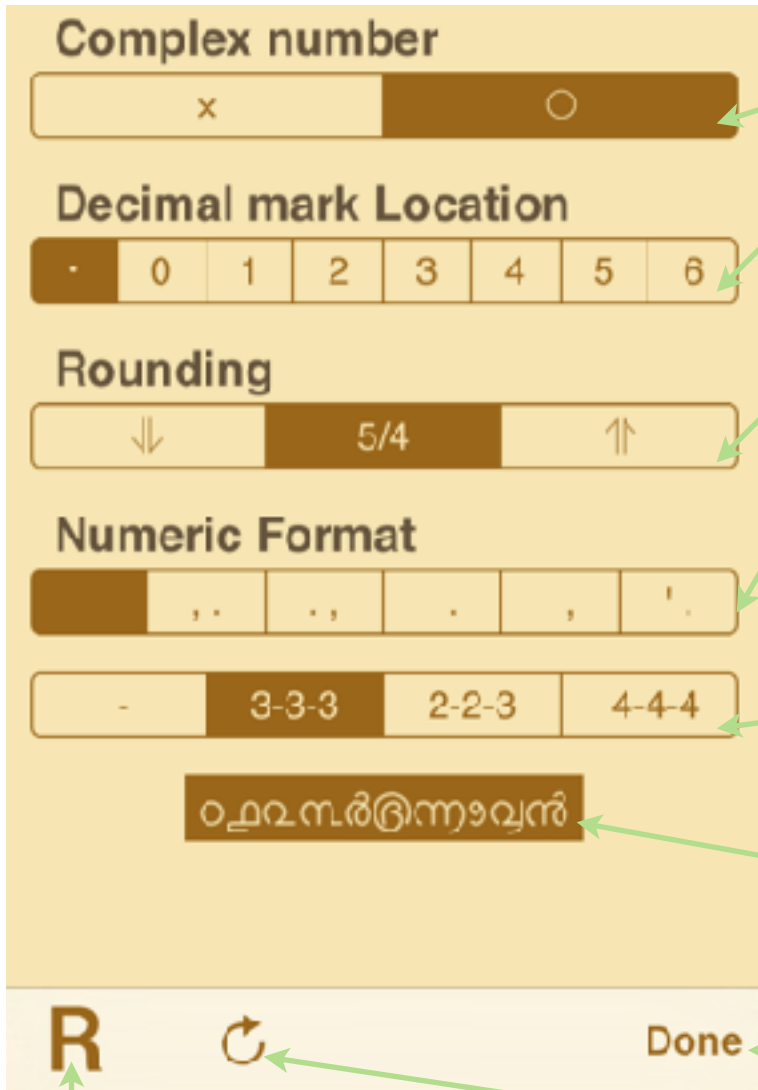 Complex number
x ○
Decimal mark Location
· 0 1 2 3 4 5 6
Rounding
⥯ 5/4 ⥮
Numeric Format
, . . , . , ' .
- 3-3-3 2-2-3 4-4-4
൦൧൨൩൪൫൬൭൮൯
R Done